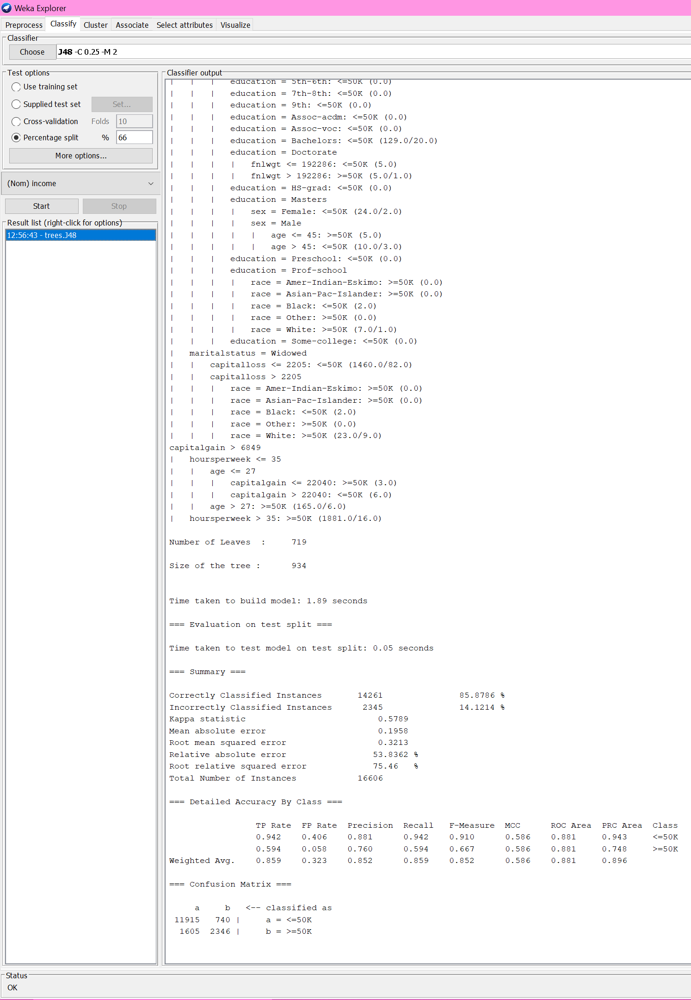 Weka Explorer
Preprocess Classify Cluster Associate Select attributes Visualize
Classifier
Choose J48 -C 0.25 -M 2
Test options
Use training set
Supplied test set Set...
Cross-validation Folds 10
Percentage split % 66
More options...
(Nom) income
Start Stop
Result list (right-click for options)
12:56:43 - trees.J48
Classifier output
| | | education = 5th-6th: <=50K (0.0)
| | | education = 7th-8th: <=50K (0.0)
| | | education = 9th: <=50K (0.0)
| | | education = Assoc-acdm: <=50K (0.0)
| | | education = Assoc-voc: <=50K (0.0)
| | | education = Bachelors: <=50K (129.0/20.0)
| | | education = Doctorate
| | | | fnlwgt <= 192286: <=50K (5.0)
| | | | fnlwgt > 192286: >=50K (5.0/1.0)
| | | education = HS-grad: <=50K (0.0)
| | | education = Masters
| | | | sex = Female: <=50K (24.0/2.0)
| | | | sex = Male
| | | | | age <= 45: >=50K (5.0)
| | | | | age > 45: <=50K (10.0/3.0)
| | | education = Preschool: <=50K (0.0)
| | | education = Prof-school
| | | | race = Amer-Indian-Eskimo: >=50K (0.0)
| | | | race = Asian-Pac-Islander: >=50K (0.0)
| | | | race = Black: <=50K (2.0)
| | | | race = Other: >=50K (0.0)
| | | | race = White: >=50K (7.0/1.0)
| | | education = Some-college: <=50K (0.0)
| maritalstatus = Widowed
| | capitalloss <= 2205: <=50K (1460.0/82.0)
| | capitalloss > 2205
| | | race = Amer-Indian-Eskimo: >=50K (0.0)
| | | race = Asian-Pac-Islander: >=50K (0.0)
| | | race = Black: <=50K (2.0)
| | | race = Other: >=50K (0.0)
| | | race = White: >=50K (23.0/9.0)
capitalgain > 6849
| hoursperweek <= 35
| | age <= 27
| | | capitalgain <= 22040: >=50K (3.0)
| | | capitalgain > 22040: <=50K (6.0)
| | age > 27: >=50K (165.0/6.0)
| hoursperweek > 35: >=50K (1881.0/16.0)
Number of Leaves : 719
Size of the tree : 934
Time taken to build model: 1.89 seconds
=== Evaluation on test split ===
Time taken to test model on test split: 0.05 seconds
=== Summary ===
Correctly Classified Instances 14261 85.8786 %
Incorrectly Classified Instances 2345 14.1214 %
Kappa statistic 0.5789
Mean absolute error 0.1958
Root mean squared error 0.3213
Relative absolute error 53.8362 %
Root relative squared error 75.46 %
Total Number of Instances 16606
=== Detailed Accuracy By Class ===
TP Rate FP Rate Precision Recall F-Measure MCC ROC Area PRC Area Class
0.942 0.406 0.881 0.942 0.910 0.586 0.881 0.943 <=50K
0.594 0.058 0.760 0.594 0.667 0.586 0.881 0.748 >=50K
Weighted Avg. 0.859 0.323 0.852 0.859 0.852 0.586 0.881 0.896
=== Confusion Matrix ===
a b <-- classified as
11915 740 | a = <=50K
1605 2346 | b = >=50K
Status
OK